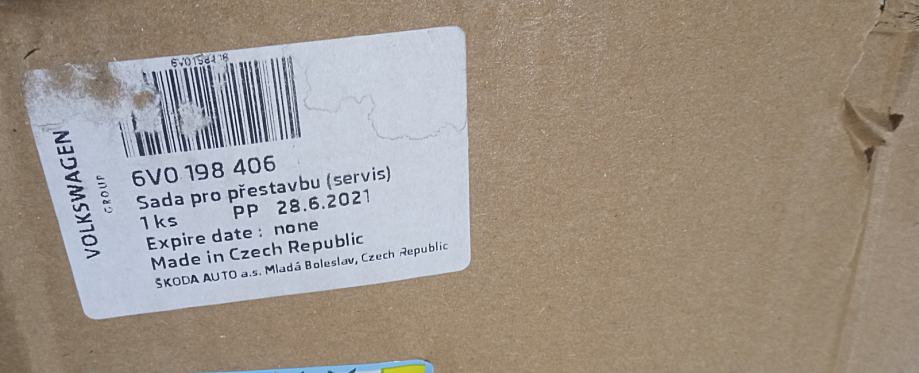 VOLKSWAGEN
GROUP
6V0 198 406
Sada pro přestavbu (servis)
1 ks PP 28.6.2021
Expire date : none
Made in Czech Republic
ŠKODA AUTO a.s. Mladá Boleslav, Czech Republic